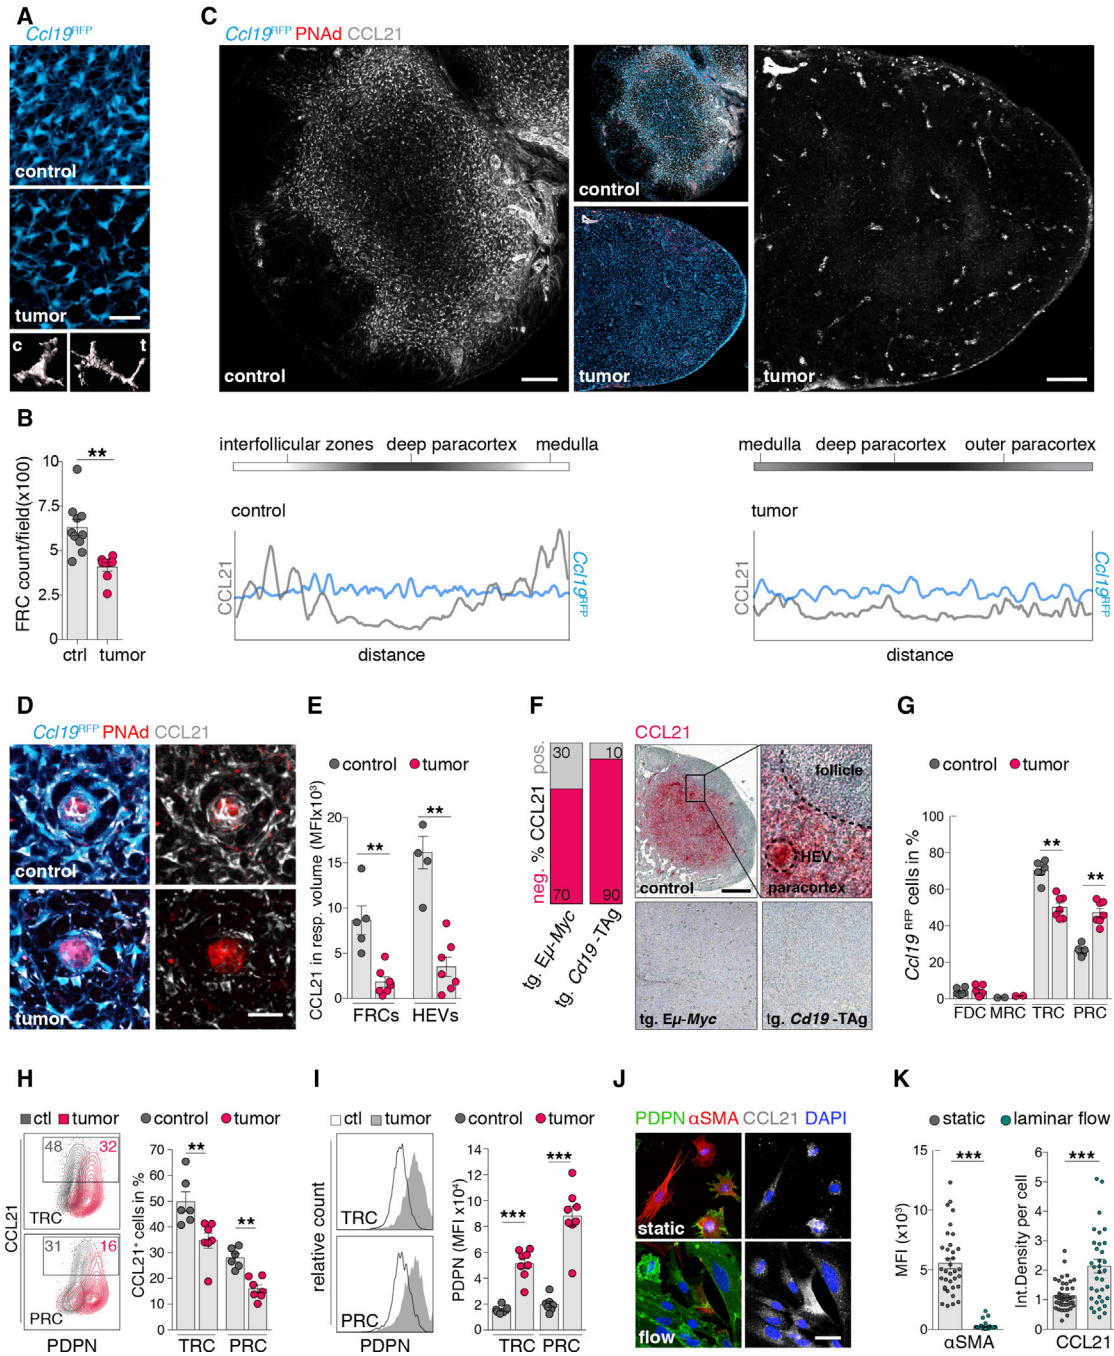 A
Ccl19RFP
control
tumor
c
t
B
FRC count/field(x100)
10
7.5
5
2.5
0
**
ctrl
tumor
C
Ccl19RFP PNAd CCL21
control
control
tumor
tumor
interfollicular zones
deep paracortex
medulla
control
CCL21
Ccl19RFP
distance
medulla
deep paracortex
outer paracortex
tumor
CCL21
Ccl19RFP
distance
D
Ccl19RFP PNAd CCL21
control
tumor
E
control
tumor
CCL21 in resp. volume (MFIx10³)
20
15
10
5
0
**
**
FRCs
HEVs
F
neg. % CCL21 pos.
30
10
70
90
tg. Eμ-Myc
tg. Cd19 -TAg
CCL21
control
follicle
HEV
paracortex
tg. Eμ-Myc
tg. Cd19 -TAg
G
control
tumor
Ccl19 RFP cells in %
100
80
60
40
20
0
**
**
FDC
MRC
TRC
PRC
H
ctl
tumor
control
tumor
CCL21
48
32
TRC
31
16
PRC
PDPN
CCL21⁺ cells in %
70
60
50
40
30
20
10
0
**
**
TRC
PRC
I
ctl
tumor
control
tumor
relative count
TRC
PRC
PDPN
PDPN (MFI x10⁴)
14
12
10
8
6
4
2
0
***
***
TRC
PRC
J
PDPN αSMA CCL21 DAPI
static
flow
K
static
laminar flow
MFI (x10³)
15
10
5
0
***
αSMA
Int.Density per cell
6
5
4
3
2
1
0
***
CCL21